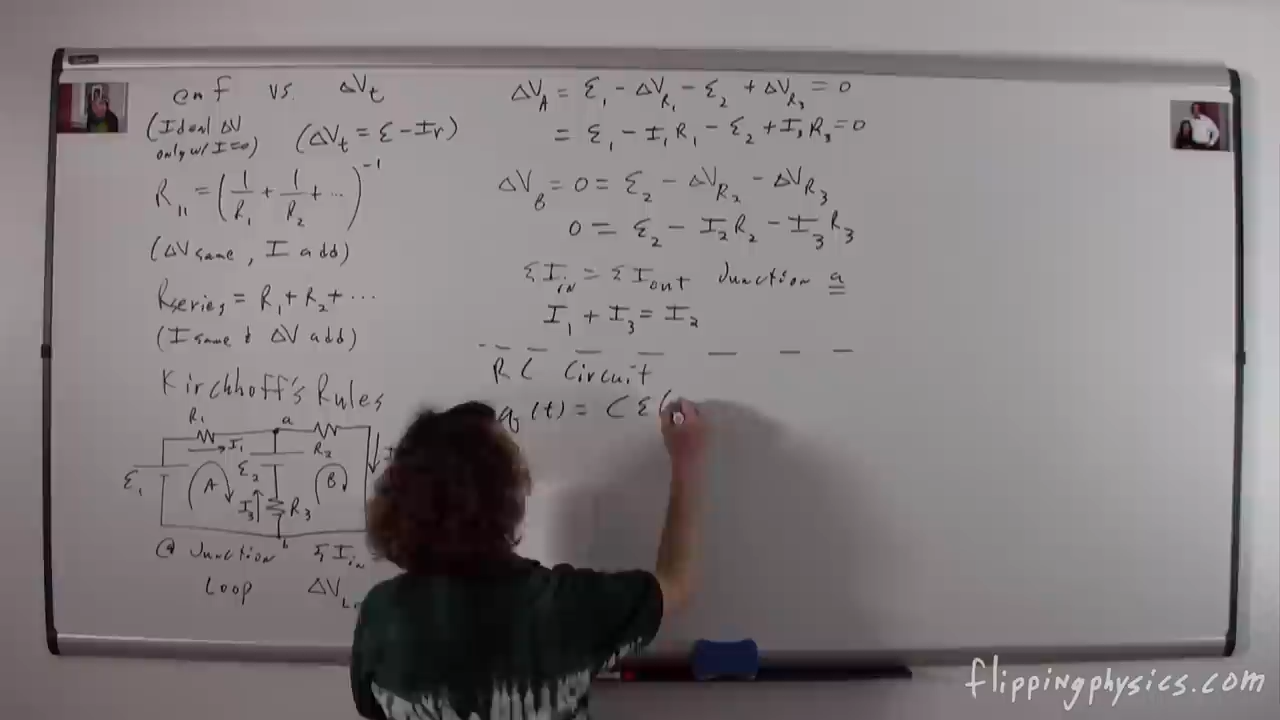 emf vs. ΔVt
(Ideal ΔV
only w/ I=0)
(ΔVt = ε - Ir)
R|| = (1/R1 + 1/R2 + ...)^-1
(ΔV same, I add)
Rseries = R1 + R2 + ...
(I same & ΔV add)
Kirchhoff's Rules
R1 a
I1 R2
ε1 A ε2 B
I3 R3
b
@ Junction ΣIin
Loop ΔV
ΔVA = ε1 - ΔVR1 - ε2 + ΔVR3 = 0
= ε1 - I1R1 - ε2 + I3R3 = 0
ΔVB = 0 = ε2 - ΔVR2 - ΔVR3
0 = ε2 - I2R2 - I3R3
ΣIin = ΣIout Junction a
I1 + I3 = I2
RC Circuit
q(t) = Cε(
flippingphysics.com